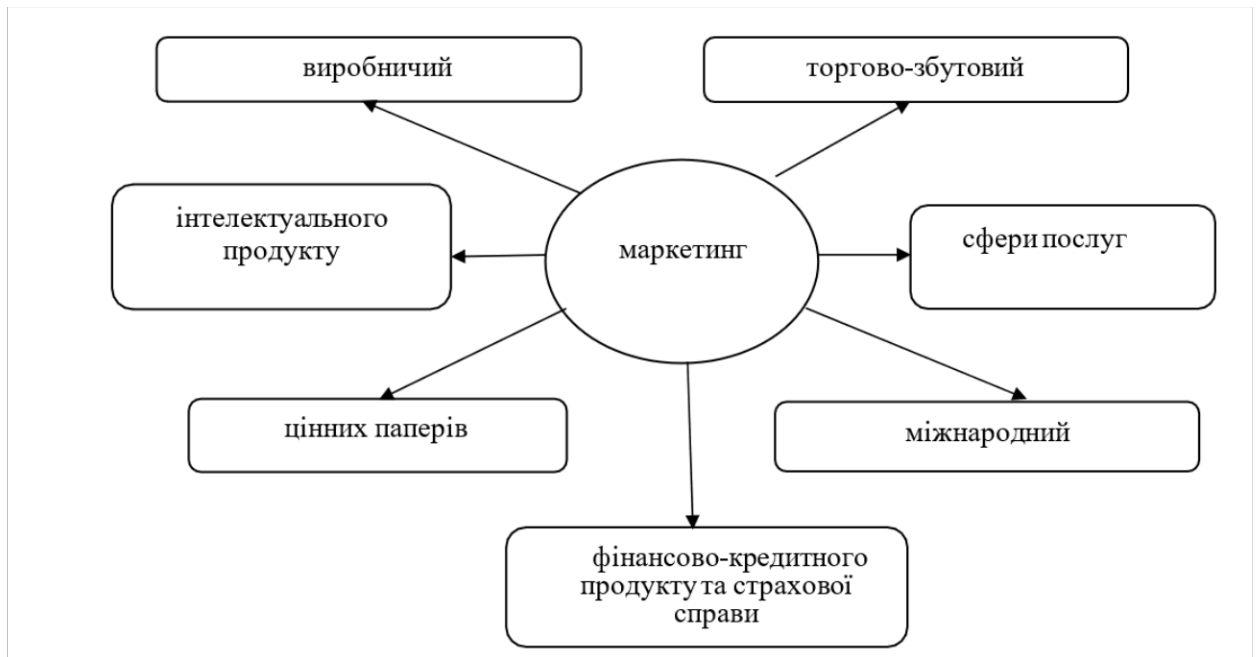 виробничий
торгово-збутовий
інтелектуального
продукту
маркетинг
сфери послуг
цінних паперів
міжнародний
фінансово-кредитного
продукту та страхової
справи